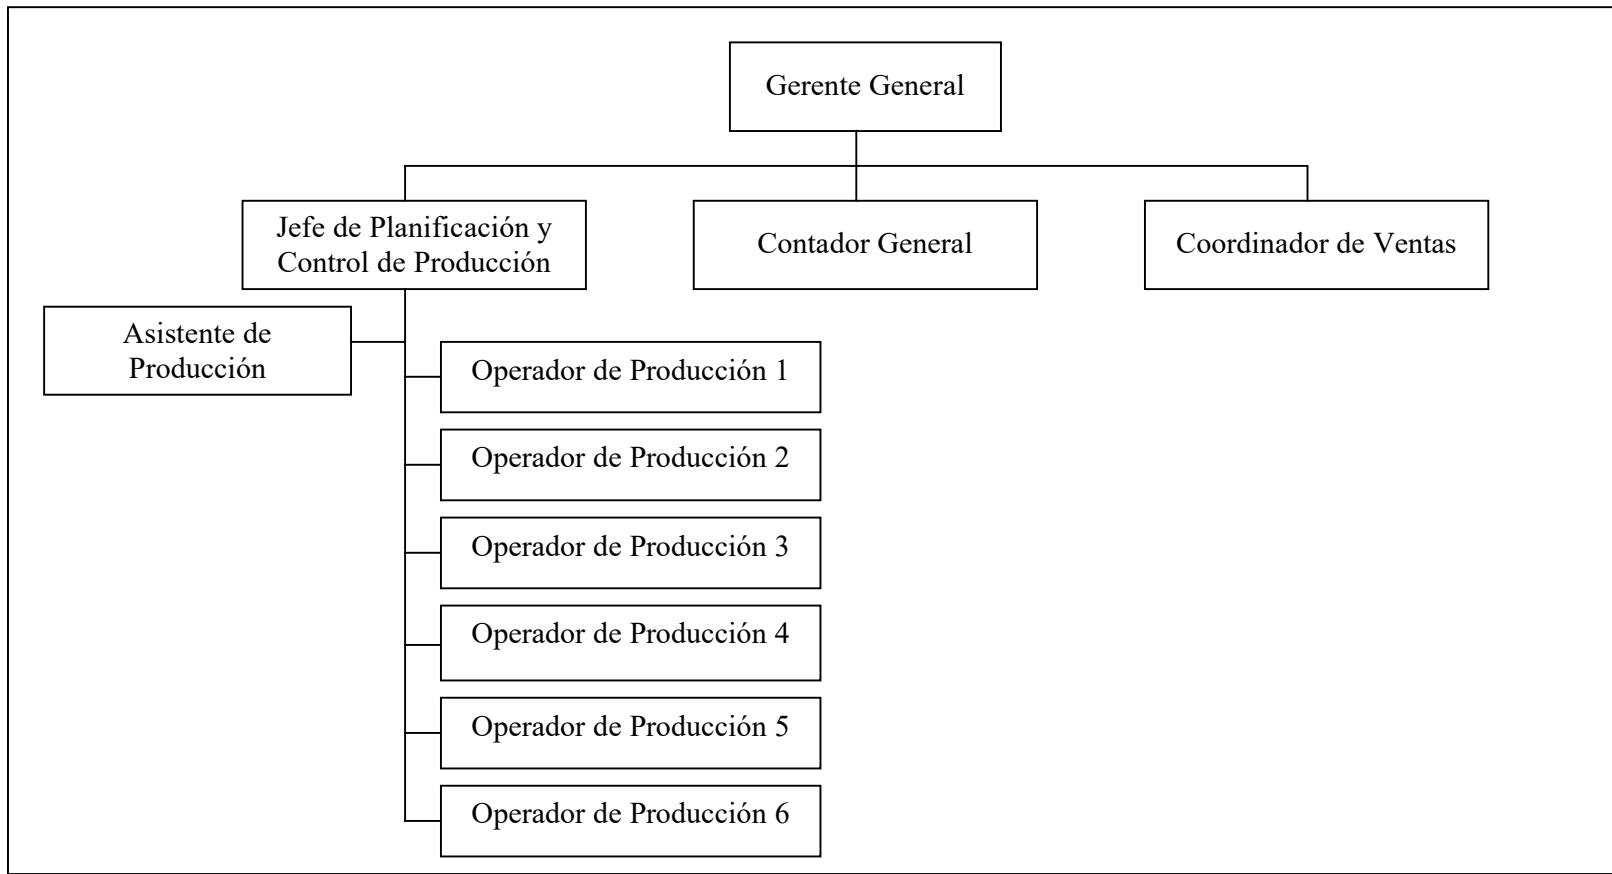 Gerente General
Jefe de Planificación y
Control de Producción
Contador General
Coordinador de Ventas
Asistente de
Producción
Operador de Producción 1
Operador de Producción 2
Operador de Producción 3
Operador de Producción 4
Operador de Producción 5
Operador de Producción 6